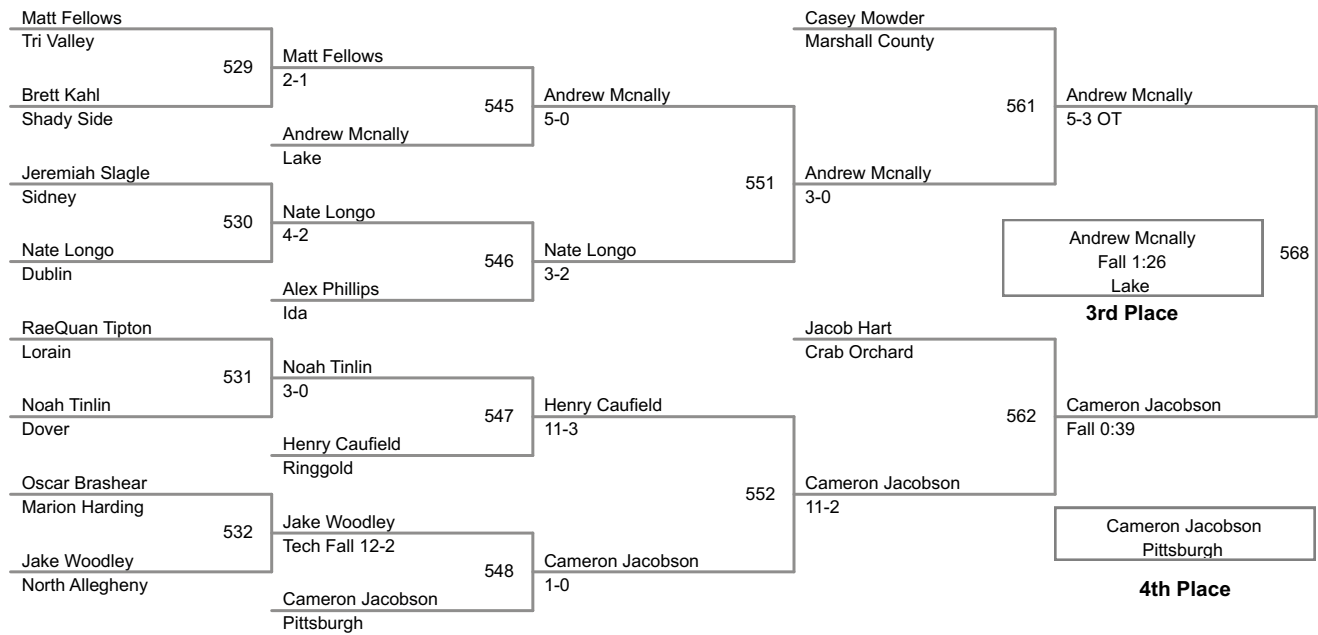 Matt Fellows
Tri Valley
529
Brett Kahl
Shady Side
Jeremiah Slagle
Sidney
530
Nate Longo
Dublin
RaeQuan Tipton
Lorain
531
Noah Tinlin
Dover
Oscar Brashear
Marion Harding
532
Jake Woodley
North Allegheny
Matt Fellows
2-1
545
Andrew Mcnally
Lake
Nate Longo
4-2
546
Alex Phillips
Ida
Noah Tinlin
3-0
547
Henry Caufield
Ringgold
Jake Woodley
Tech Fall 12-2
548
Cameron Jacobson
Pittsburgh
Andrew Mcnally
5-0
551
Nate Longo
3-2
Henry Caufield
11-3
552
Cameron Jacobson
1-0
Casey Mowder
Marshall County
561
Andrew Mcnally
3-0
Jacob Hart
Crab Orchard
562
Cameron Jacobson
11-2
Andrew Mcnally
5-3 OT
568
Cameron Jacobson
Fall 0:39
Andrew Mcnally
Fall 1:26
Lake
3rd Place
Cameron Jacobson
Pittsburgh
4th Place